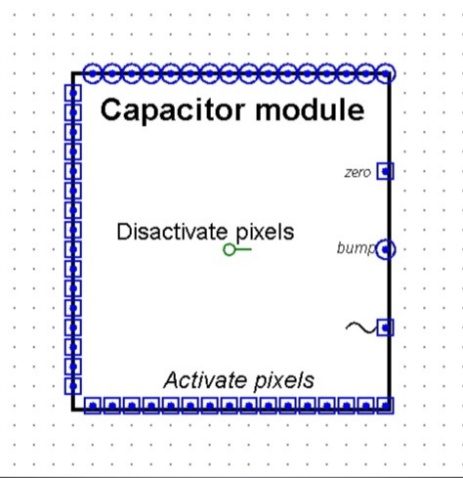 Capacitor module
zero
Disactivate pixels
bump
Activate pixels